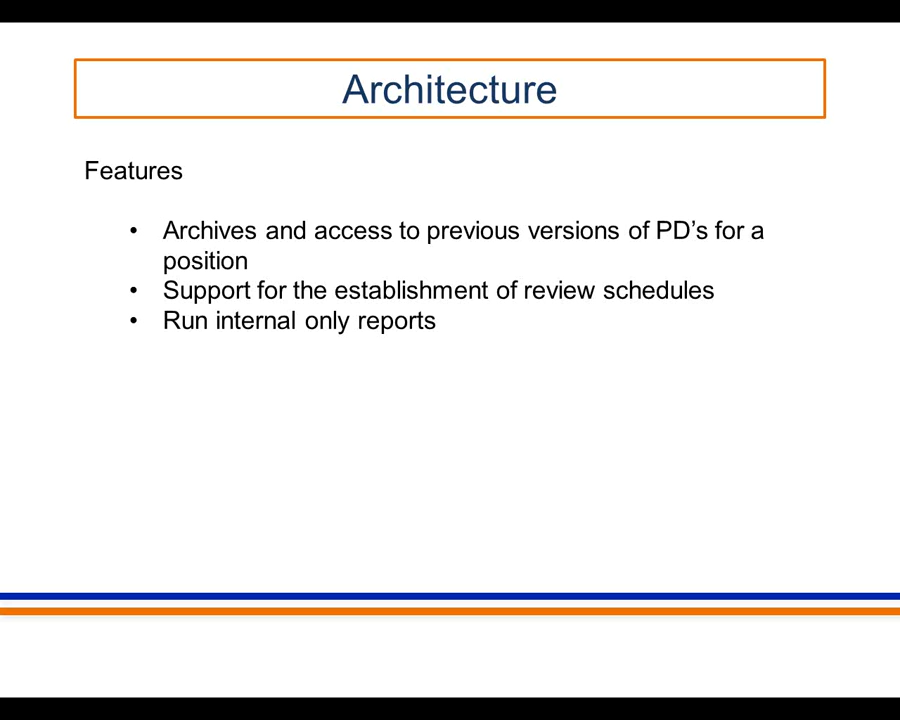 Architecture
Features
• Archives and access to previous versions of PD’s for a
position
• Support for the establishment of review schedules
• Run internal only reports